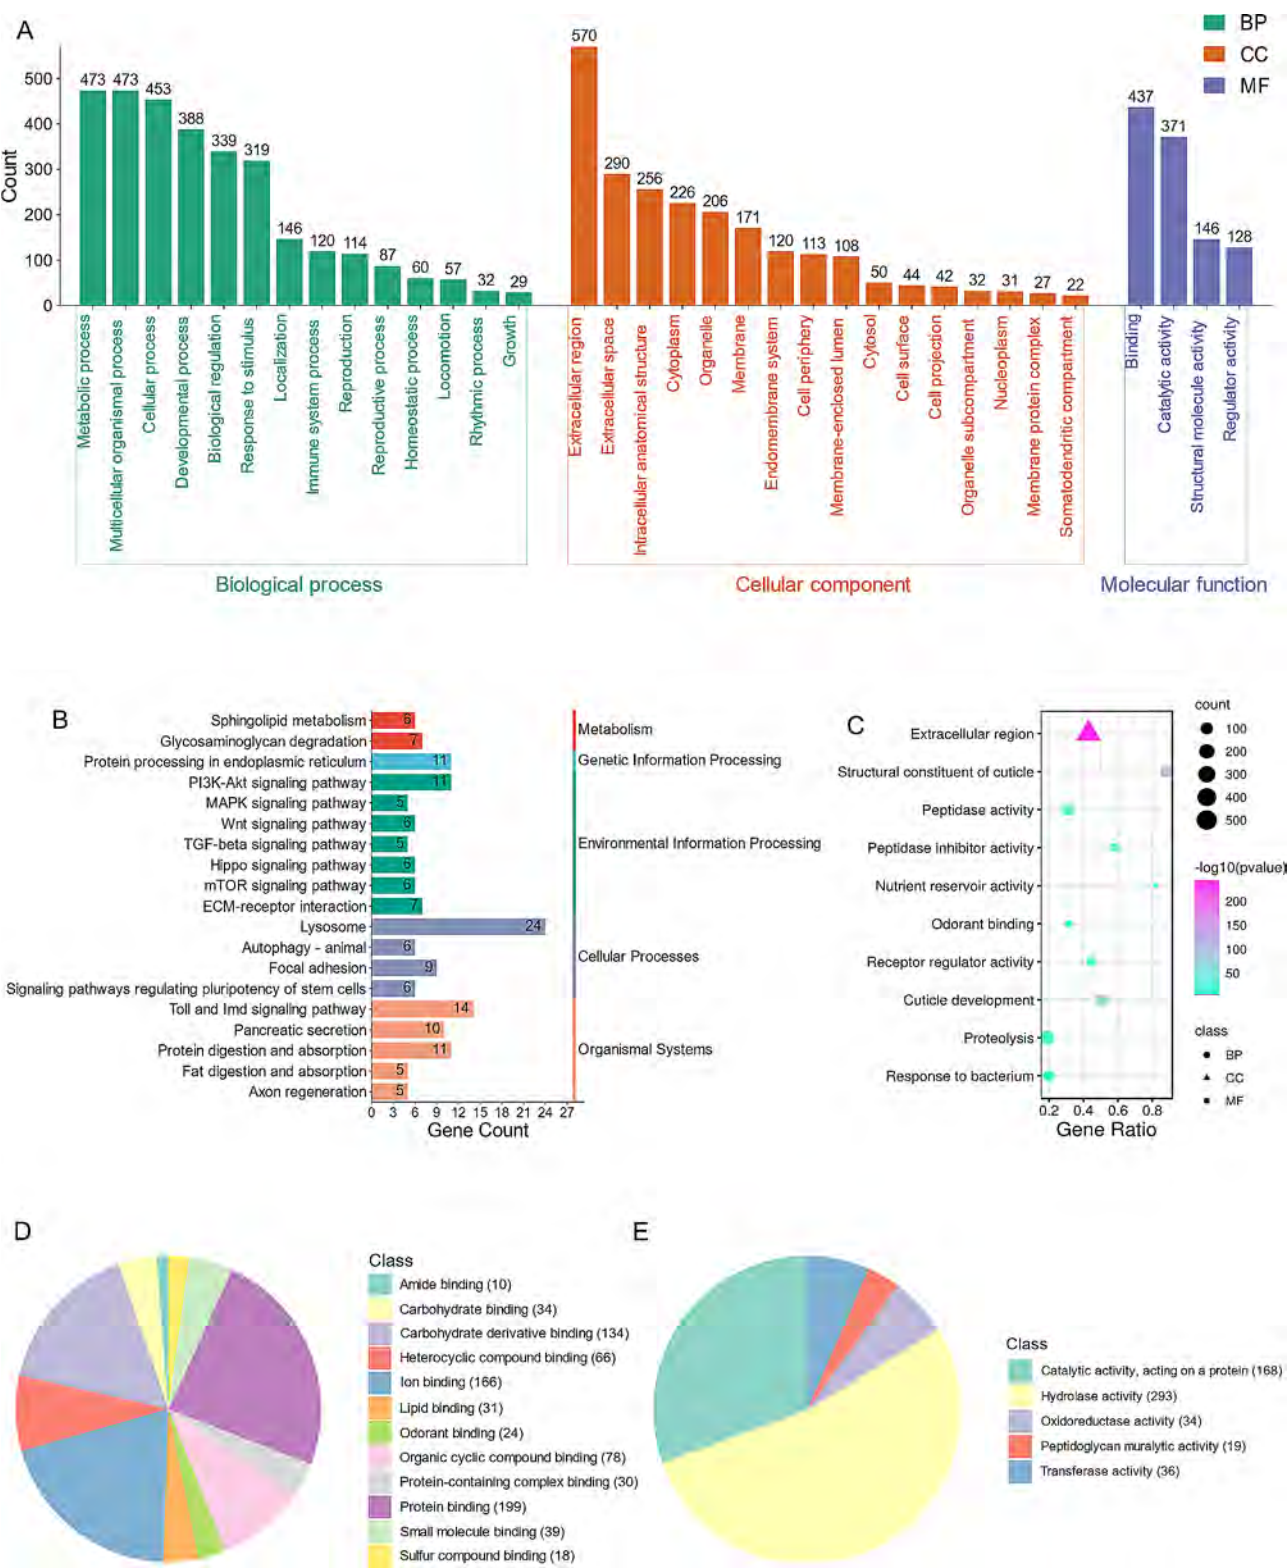 A
BP
CC
MF
Count
500
400
300
200
100
0
473
473
453
388
339
319
146
120
114
87
60
57
32
29
570
290
256
226
206
171
120
113
108
50
44
42
32
31
27
22
437
371
146
128
Metabolic process
Multicellular organismal process
Cellular process
Developmental process
Biological regulation
Response to stimulus
Localization
Immune system process
Reproduction
Reproductive process
Homeostatic process
Locomotion
Rhythmic process
Growth
Extracellular region
Extracellular space
Intracellular anatomical structure
Cytoplasm
Organelle
Membrane
Endomembrane system
Cell periphery
Membrane-enclosed lumen
Cytosol
Cell surface
Cell projection
Organelle subcompartment
Nucleoplasm
Membrane protein complex
Somatodendritic compartment
Binding
Catalytic activity
Structural molecule activity
Regulator activity
Biological process
Cellular component
Molecular function
B
Sphingolipid metabolism 6
Glycosaminoglycan degradation 7
Protein processing in endoplasmic reticulum 11
PI3K-Akt signaling pathway 11
MAPK signaling pathway 5
Wnt signaling pathway 6
TGF-beta signaling pathway 5
Hippo signaling pathway 6
mTOR signaling pathway 6
ECM-receptor interaction 7
Lysosome 24
Autophagy - animal 6
Focal adhesion 9
Signaling pathways regulating pluripotency of stem cells 6
Toll and Imd signaling pathway 14
Pancreatic secretion 10
Protein digestion and absorption 11
Fat digestion and absorption 5
Axon regeneration 5
0 3 6 9 12 15 18 21 24 27
Gene Count
Metabolism
Genetic Information Processing
Environmental Information Processing
Cellular Processes
Organismal Systems
C
Extracellular region
Structural constituent of cuticle
Peptidase activity
Peptidase inhibitor activity
Nutrient reservoir activity
Odorant binding
Receptor regulator activity
Cuticle development
Proteolysis
Response to bacterium
0.2 0.4 0.6 0.8
Gene Ratio
count
100
200
300
400
500
-log10(pvalue)
200
150
100
50
class
BP
CC
MF
D
Class
Amide binding (10)
Carbohydrate binding (34)
Carbohydrate derivative binding (134)
Heterocyclic compound binding (66)
Ion binding (166)
Lipid binding (31)
Odorant binding (24)
Organic cyclic compound binding (78)
Protein-containing complex binding (30)
Protein binding (199)
Small molecule binding (39)
Sulfur compound binding (18)
E
Class
Catalytic activity, acting on a protein (168)
Hydrolase activity (293)
Oxidoreductase activity (34)
Peptidoglycan muralytic activity (19)
Transferase activity (36)